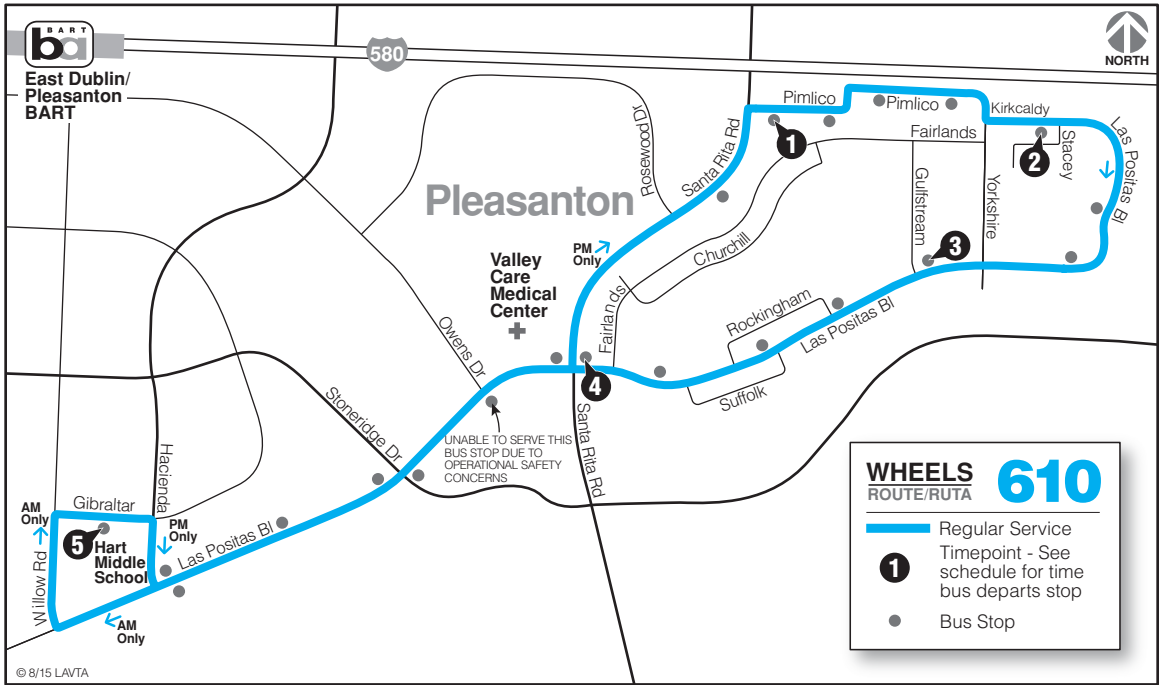 BART
ba
East Dublin/
Pleasanton
BART
580
NORTH
Pimlico
Pimlico
Kirkcaldy
Fairlands
Las Positas Bl
Stacey
1
2
Santa Rita Rd
Rosewood Dr
Gulfstream
Yorkshire
Pleasanton
Churchill
3
PM
Only
Valley
Care
Medical
Center
Fairlands
Rockingham
Las Positas Bl
Owens Dr
4
Suffolk
Stoneridge Dr
Santa Rita Rd
UNABLE TO SERVE THIS
BUS STOP DUE TO
OPERATIONAL SAFETY
CONCERNS
Hacienda
Gibraltar
AM
Only
PM
Only
5
Hart
Middle
School
Las Positas Bl
Willow Rd
AM
Only
WHEELS
ROUTE/RUTA
610
Regular Service
1
Timepoint - See
schedule for time
bus departs stop
Bus Stop
© 8/15 LAVTA